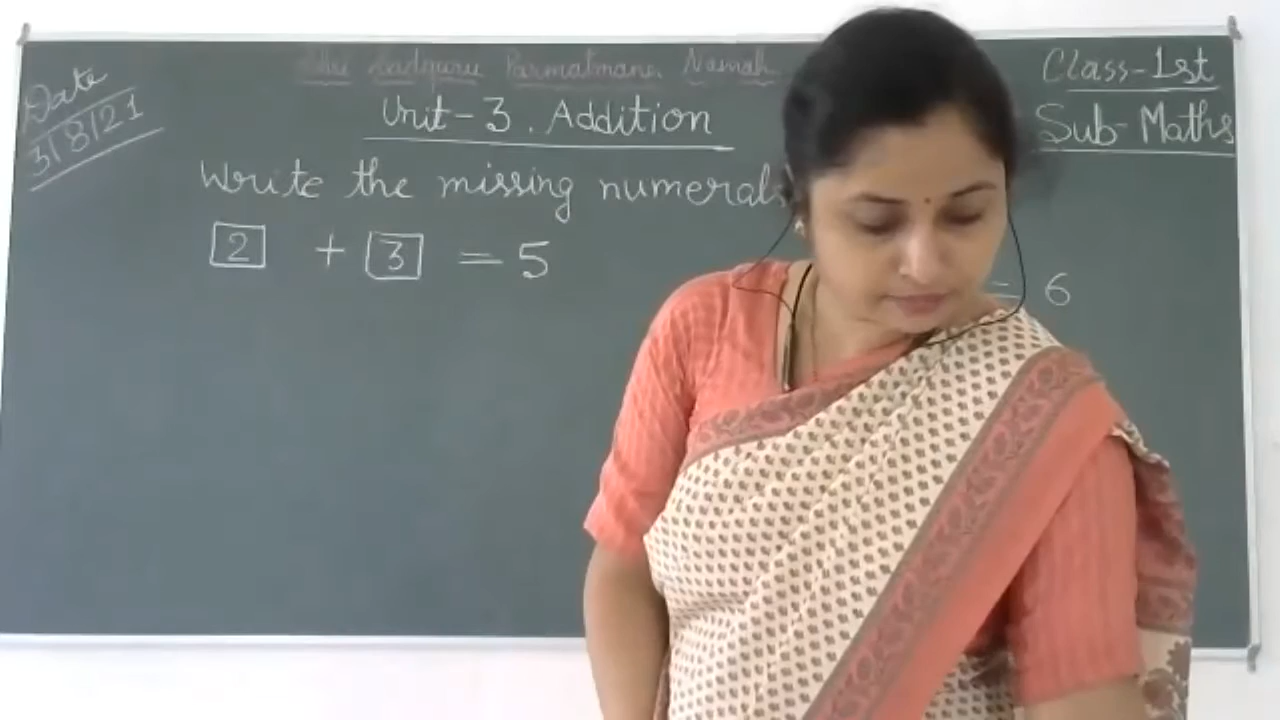 Shri Sadguru Parmatmane Namah
Date
3/8/21
Class-1st
Unit-3. Addition
Sub-Maths
Write the missing numerals
2 + 3 = 5
= 6